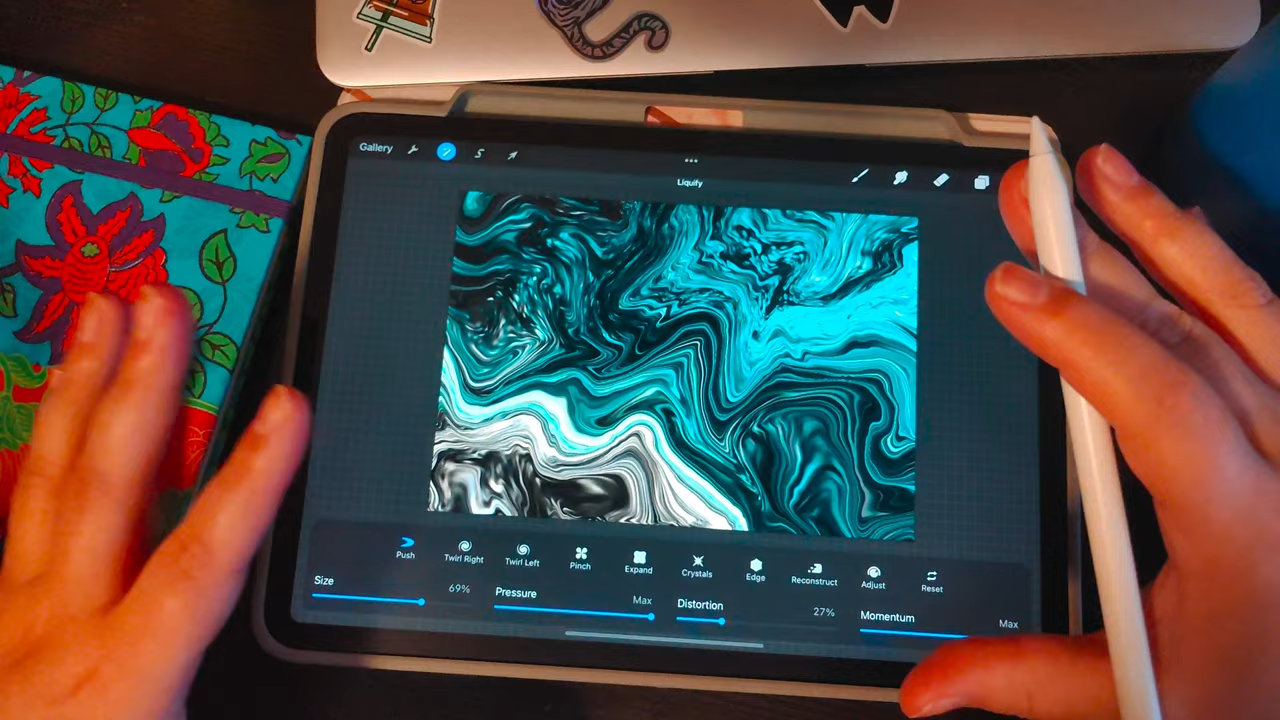 Gallery
Liquify
Push
Twirl Right
Twirl Left
Pinch
Expand
Crystals
Edge
Reconstruct
Adjust
Reset
Size 69%
Pressure Max
Distortion 27%
Momentum Max